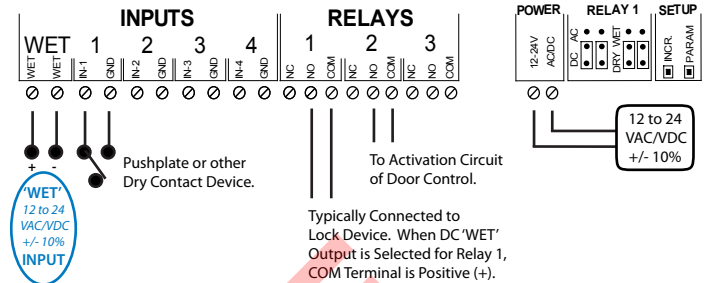 INPUTS
RELAYS
POWER
RELAY 1
SETUP
WET 1 2 3 4 1 2 3
WET WET IN-1 GND IN-2 GND IN-3 GND IN-4 GND NC NO COM NC NO COM NC NO COM
12-24V AC/DC
DC AC
DRY WET
INCR. PARAM
+ -
'WET'
12 to 24
VAC/VDC
+/- 10%
INPUT
Pushplate or other
Dry Contact Device.
To Activation Circuit
of Door Control.
Typically Connected to
Lock Device. When DC 'WET'
Output is Selected for Relay 1,
COM Terminal is Positive (+).
12 to 24
VAC/VDC
+/- 10%